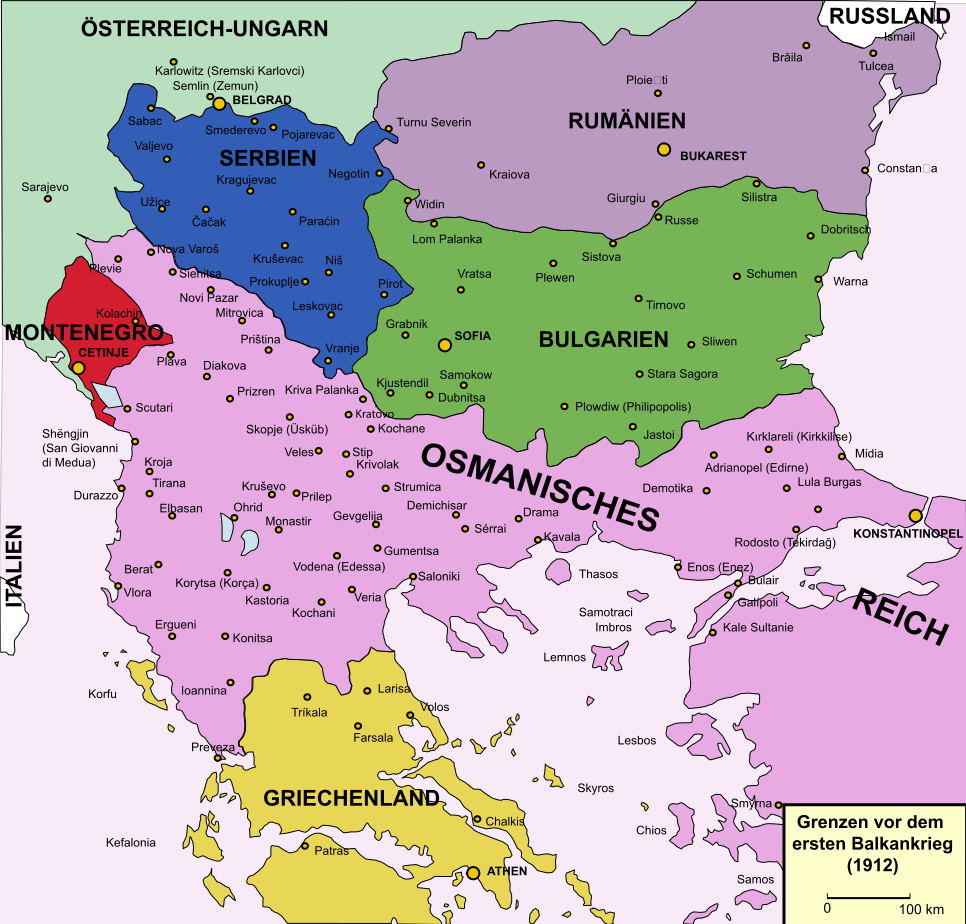 RUSSLAND
ÖSTERREICH-UNGARN
Ismail
Brăila
Tulcea
Karlowitz (Sremski Karlovci)
Semlin (Zemun)
BELGRAD
Ploie□ti
Sabac
Smederevo
Pojarevac
Turnu Severin
RUMÄNIEN
Valjevo
SERBIEN
BUKAREST
Negotin
Kraiova
Constan□a
Kragujevac
Sarajevo
Užice
Čačak
Paraćin
Widin
Giurgiu
Silistra
Russe
Lom Palanka
Dobritsch
Nova Varoš
Kruševac
Niš
Sistova
Plevie
Sienitsa
Prokuplje
Pirot
Vratsa
Plewen
Schumen
Warna
Novi Pazar
Leskovac
Tirnovo
Kolachin
Mitrovica
Grabnik
SOFIA
BULGARIEN
MONTENEGRO
Priština
Vranje
Sliwen
CETINJE
Plava
Diakova
Samokow
Stara Sagora
Prizren
Kriva Palanka
Kjustendil
Dubnitsa
Scutari
Kratovo
Plowdiw (Philipopolis)
Skopje (Üsküb)
Kochane
Jastoi
Shëngjin
(San Giovanni
di Medua)
Kırklareli (Kirkkilise)
Veles
Stip
OSMANISCHES
Midia
Kroja
Krivolak
Adrianopel (Edirne)
Tirana
Kruševo
Prilep
Strumica
Demotika
Lula Burgas
Durazzo
Elbasan
Ohrid
Monastir
Gevgelija
Demichisar
Drama
Sérrai
Kavala
KONSTANTINOPEL
Rodosto (Tekirdağ)
Gumentsa
ITALIEN
Berat
Korytsa (Korça)
Vodena (Edessa)
Saloniki
Thasos
Enos (Enez)
Bulair
Vlora
Kastoria
Veria
Galipoli
REICH
Kochani
Samotraci
Imbros
Ergueni
Konitsa
Kale Sultanie
Lemnos
Korfu
Ioannina
Larisa
Tríkala
Volos
Farsala
Preveza
Lesbos
Skyros
GRIECHENLAND
Smyrna
Chalkis
Chios
Kefalonia
Patras
ATHEN
Samos
Grenzen vor dem
ersten Balkankrieg
(1912)
0 100 km